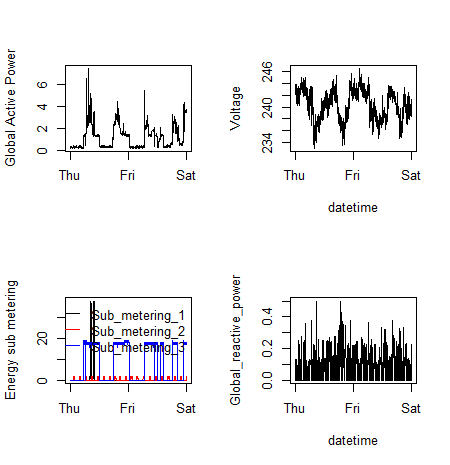 Global Active Power
6
4
2
0
Thu Fri Sat
Voltage
246
240
234
Thu Fri Sat
datetime
Energy sub metering
20
0
Sub_metering_1
Sub_metering_2
Sub_metering_3
Thu Fri Sat
Global_reactive_power
0.4
0.2
0.0
Thu Fri Sat
datetime